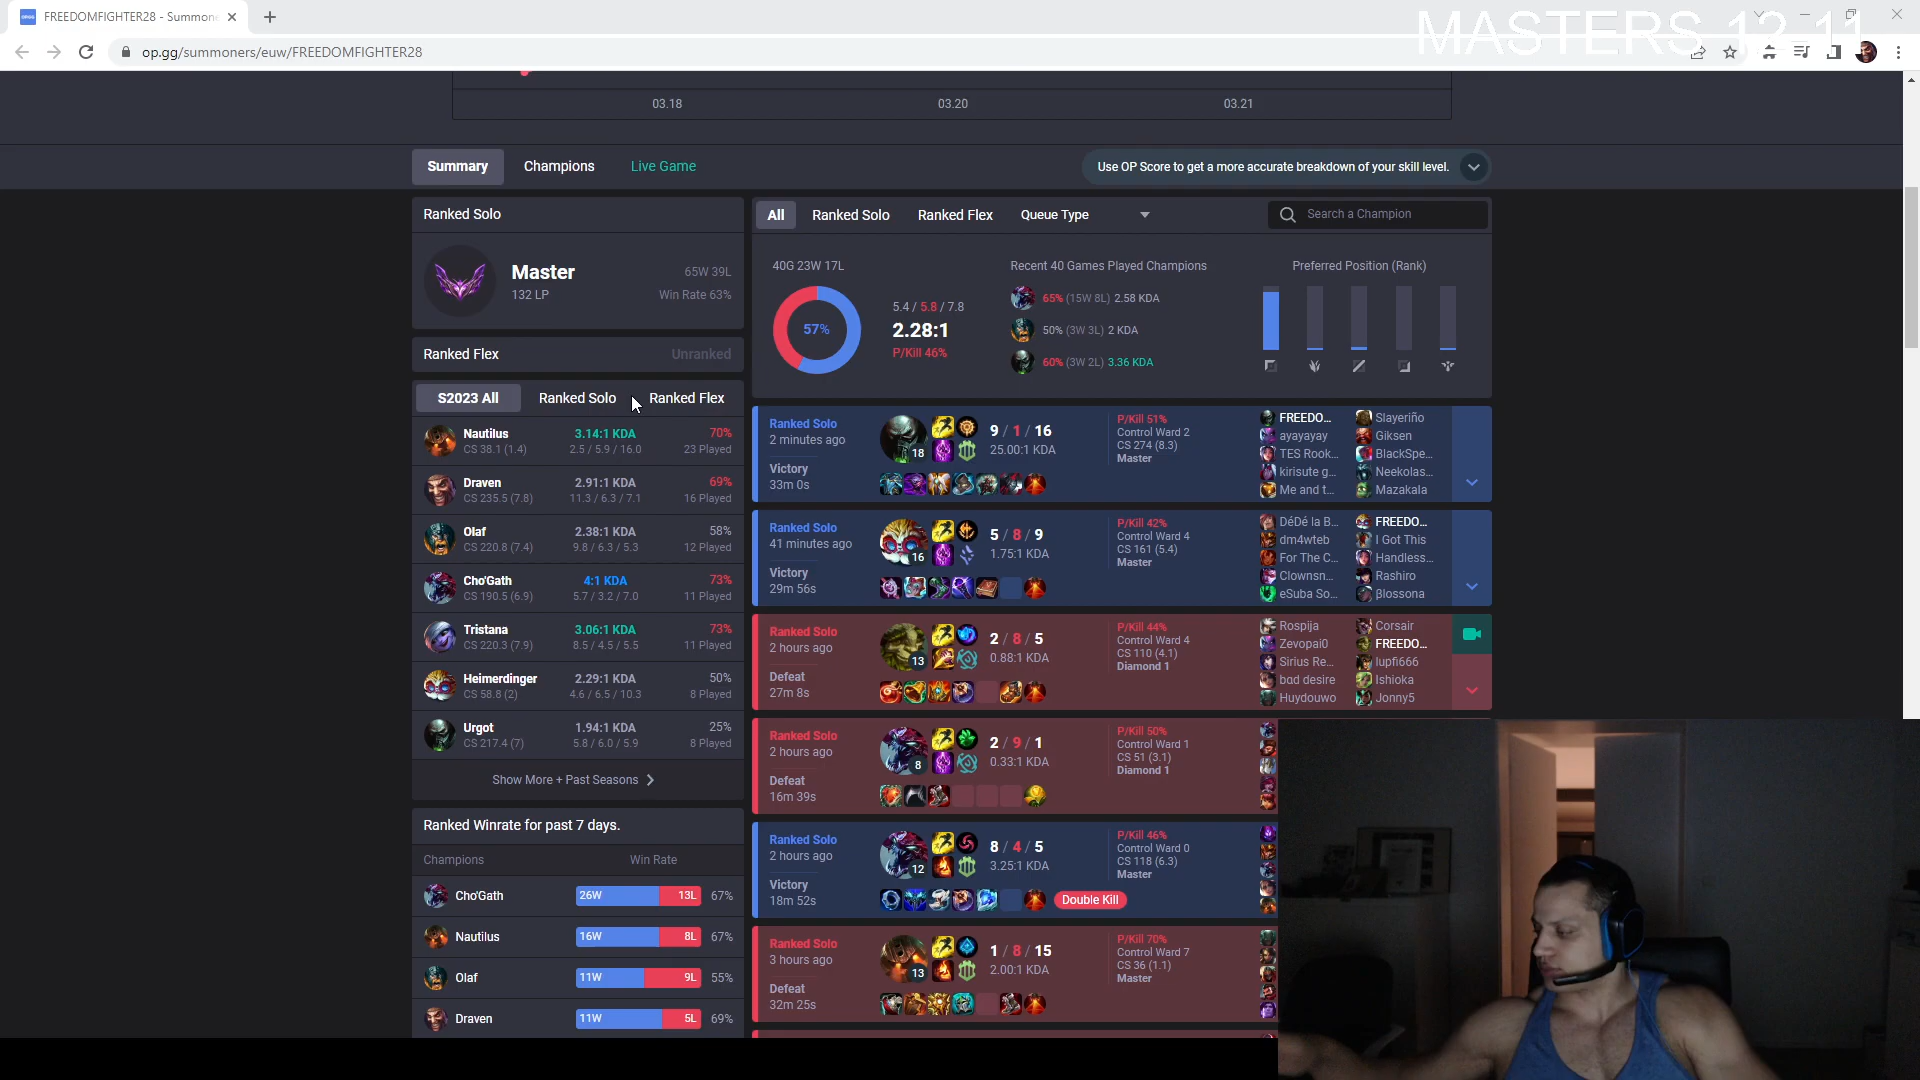 FREEDOMFIGHTER28 - Summon
MASTERS 12 11
op.gg/summoners/euw/FREEDOMFIGHTER28
03.18 03.20 03.21
Summary Champions Live Game
Use OP Score to get a more accurate breakdown of your skill level.
Ranked Solo
Master 65W 39L
132 LP Win Rate 63%
Ranked Flex Unranked
S2023 All Ranked Solo Ranked Flex
Nautilus 3.14:1 KDA 70%
CS 38.1 (1.4) 2.5 / 5.9 / 16.0 23 Played
Draven 2.91:1 KDA 69%
CS 235.5 (7.8) 11.3 / 6.3 / 7.1 16 Played
Olaf 2.38:1 KDA 58%
CS 220.8 (7.4) 9.8 / 6.3 / 5.3 12 Played
Cho'Gath 4:1 KDA 73%
CS 190.5 (6.9) 5.7 / 3.2 / 7.0 11 Played
Tristana 3.06:1 KDA 73%
CS 220.3 (7.9) 8.5 / 4.5 / 5.5 11 Played
Heimerdinger 2.29:1 KDA 50%
CS 58.8 (2) 4.6 / 6.5 / 10.3 8 Played
Urgot 1.94:1 KDA 25%
CS 217.4 (7) 5.8 / 6.0 / 5.9 8 Played
Show More + Past Seasons
Ranked Winrate for past 7 days.
Champions Win Rate
Cho'Gath 26W 13L 67%
Nautilus 16W 8L 67%
Olaf 11W 9L 55%
Draven 11W 5L 69%
All Ranked Solo Ranked Flex Queue Type Search a Champion
40G 23W 17L Recent 40 Games Played Champions Preferred Position (Rank)
57%
5.4 / 5.8 / 7.8
2.28:1
P/Kill 46%
65% (15W 8L) 2.58 KDA
50% (3W 3L) 2 KDA
60% (3W 2L) 3.36 KDA
Ranked Solo
2 minutes ago
Victory
33m 0s
18
9 / 1 / 16
25.00:1 KDA
P/Kill 51%
Control Ward 2
CS 274 (8.3)
Master
FREEDO... Slayeriño
ayayayay Giksen
TES Rook... BlackSpe...
kirisute g... Neekolas...
Me and t... Mazakala
Ranked Solo
41 minutes ago
Victory
29m 56s
16
5 / 8 / 9
1.75:1 KDA
P/Kill 42%
Control Ward 4
CS 161 (5.4)
Master
DéDé la B... FREEDO...
dm4wteb I Got This
For The C... Handless...
Clownsn... Rashiro
eSuba So... βlossona
Ranked Solo
2 hours ago
Defeat
27m 8s
13
2 / 8 / 5
0.88:1 KDA
P/Kill 44%
Control Ward 4
CS 110 (4.1)
Diamond 1
Rospija Corsair
Zevopai0 FREEDO...
Sirius Re... lupfi666
bɑd desire Ishioka
Huydouwo Jonny5
Ranked Solo
2 hours ago
Defeat
16m 39s
8
2 / 9 / 1
0.33:1 KDA
P/Kill 50%
Control Ward 1
CS 51 (3.1)
Diamond 1
Ranked Solo
2 hours ago
Victory
18m 52s
12
8 / 4 / 5
3.25:1 KDA
Double Kill
P/Kill 46%
Control Ward 0
CS 118 (6.3)
Master
Ranked Solo
3 hours ago
Defeat
32m 25s
13
1 / 8 / 15
2.00:1 KDA
P/Kill 70%
Control Ward 7
CS 36 (1.1)
Master